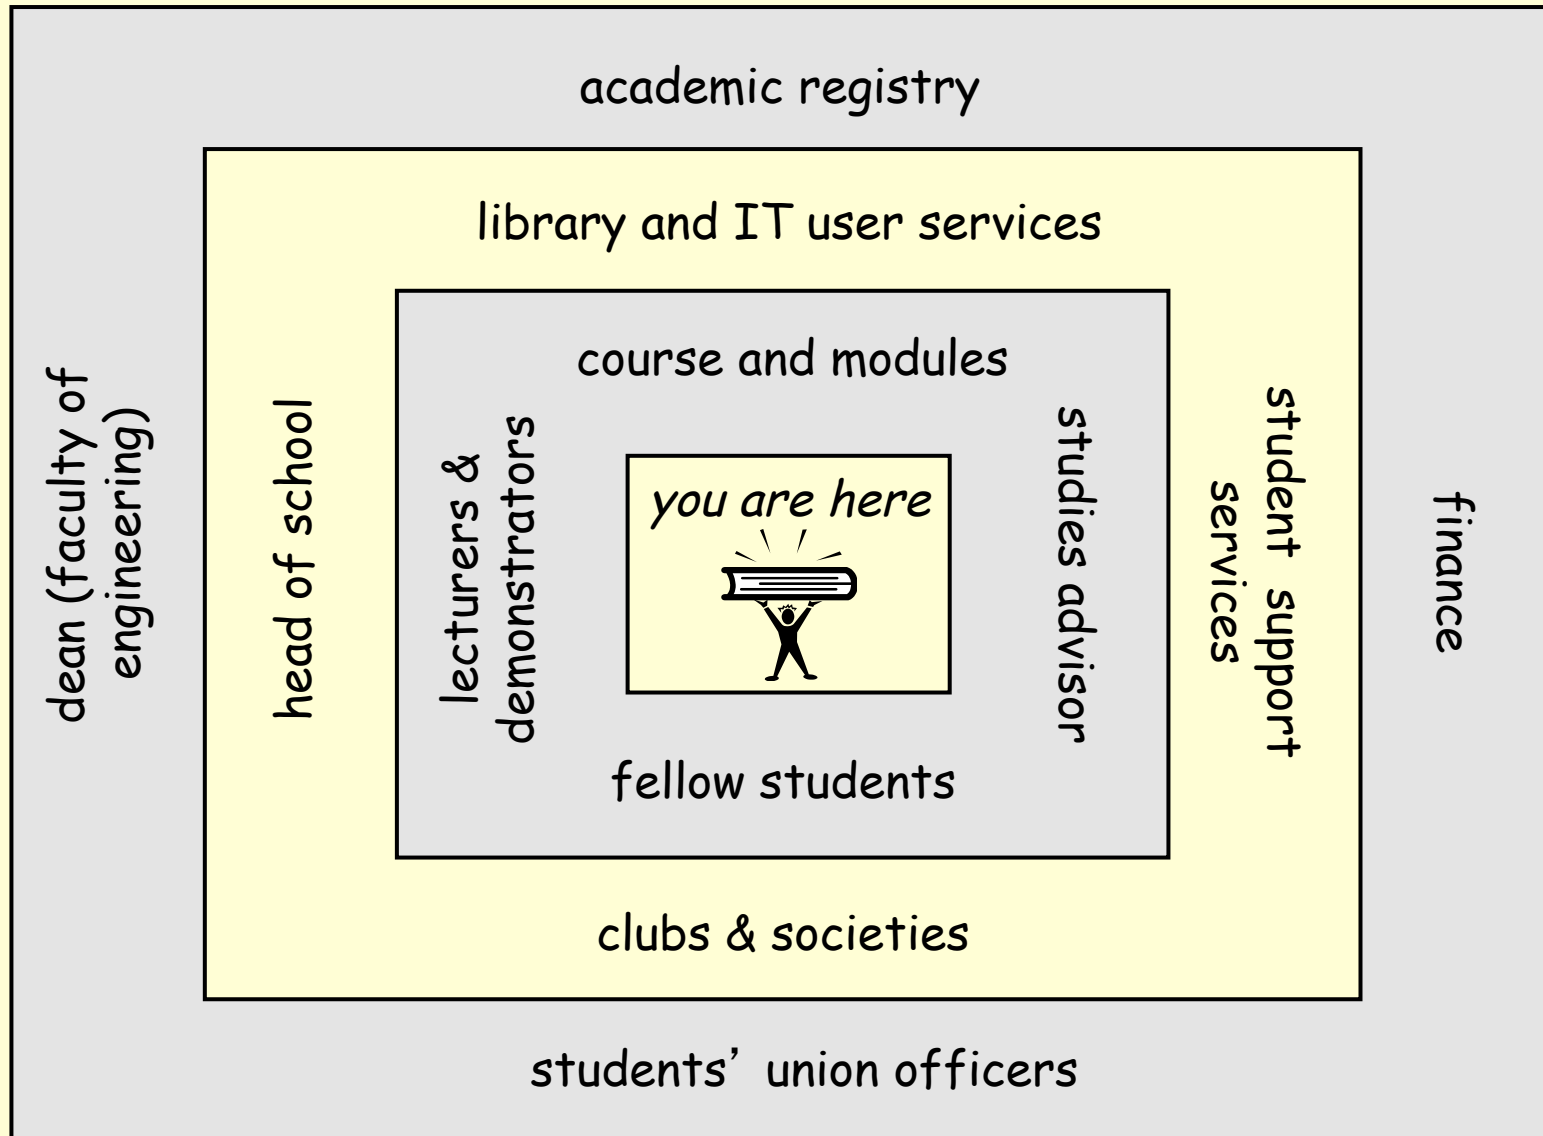 academic registry
library and IT user services
course and modules
dean (faculty of
engineering)
head of school
lecturers &
demonstrators
you are here
studies advisor
student support
services
finance
fellow students
clubs & societies
students’ union officers